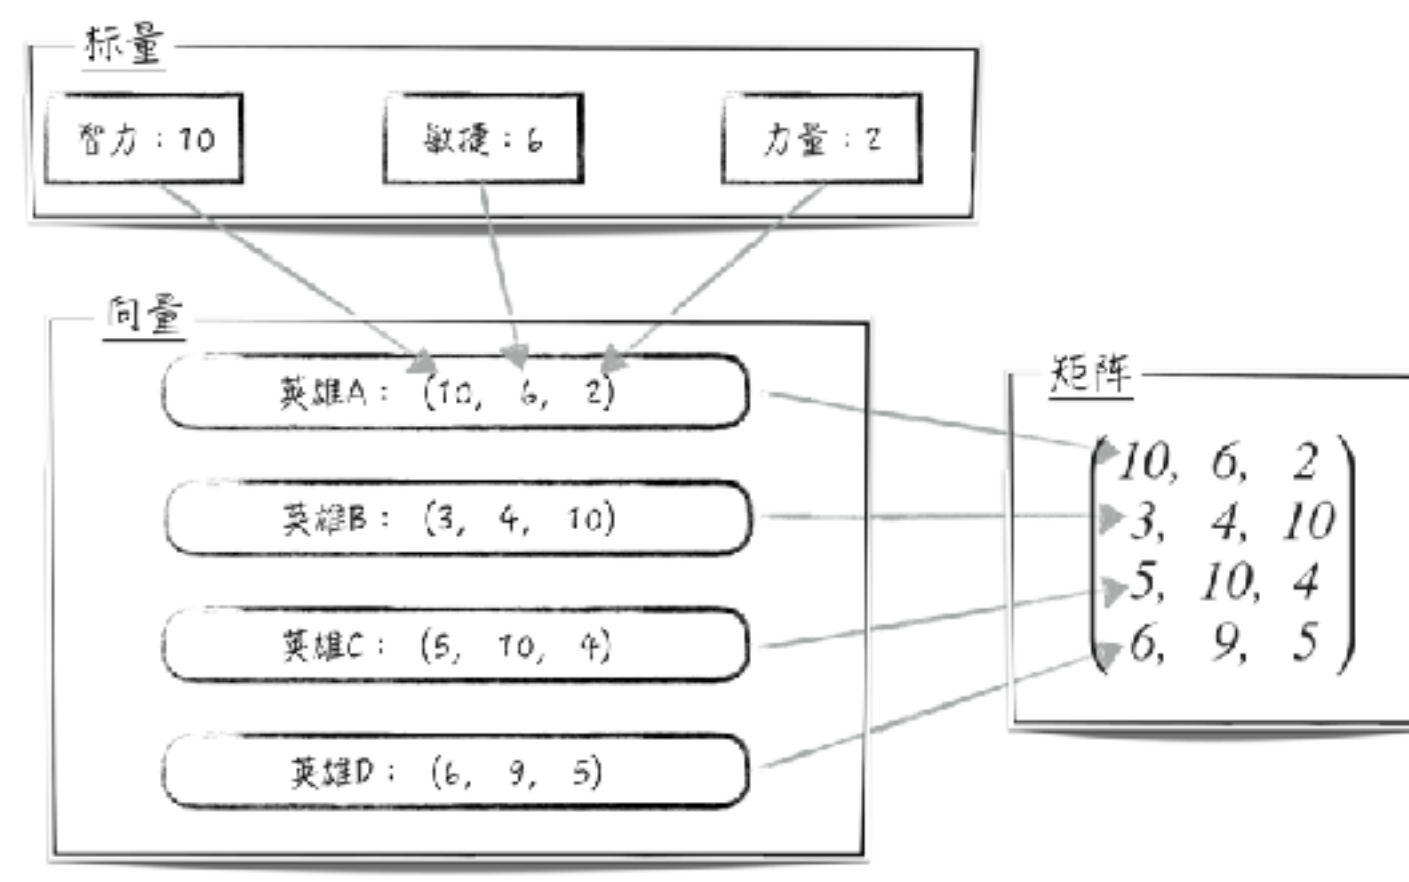 标量
智力：10
敏捷：6
力量：2
向量
英雄A： (10, 6, 2)
英雄B： (3, 4, 10)
英雄C： (5, 10, 4)
英雄D： (6, 9, 5)
矩阵
10, 6, 2
3, 4, 10
5, 10, 4
6, 9, 5